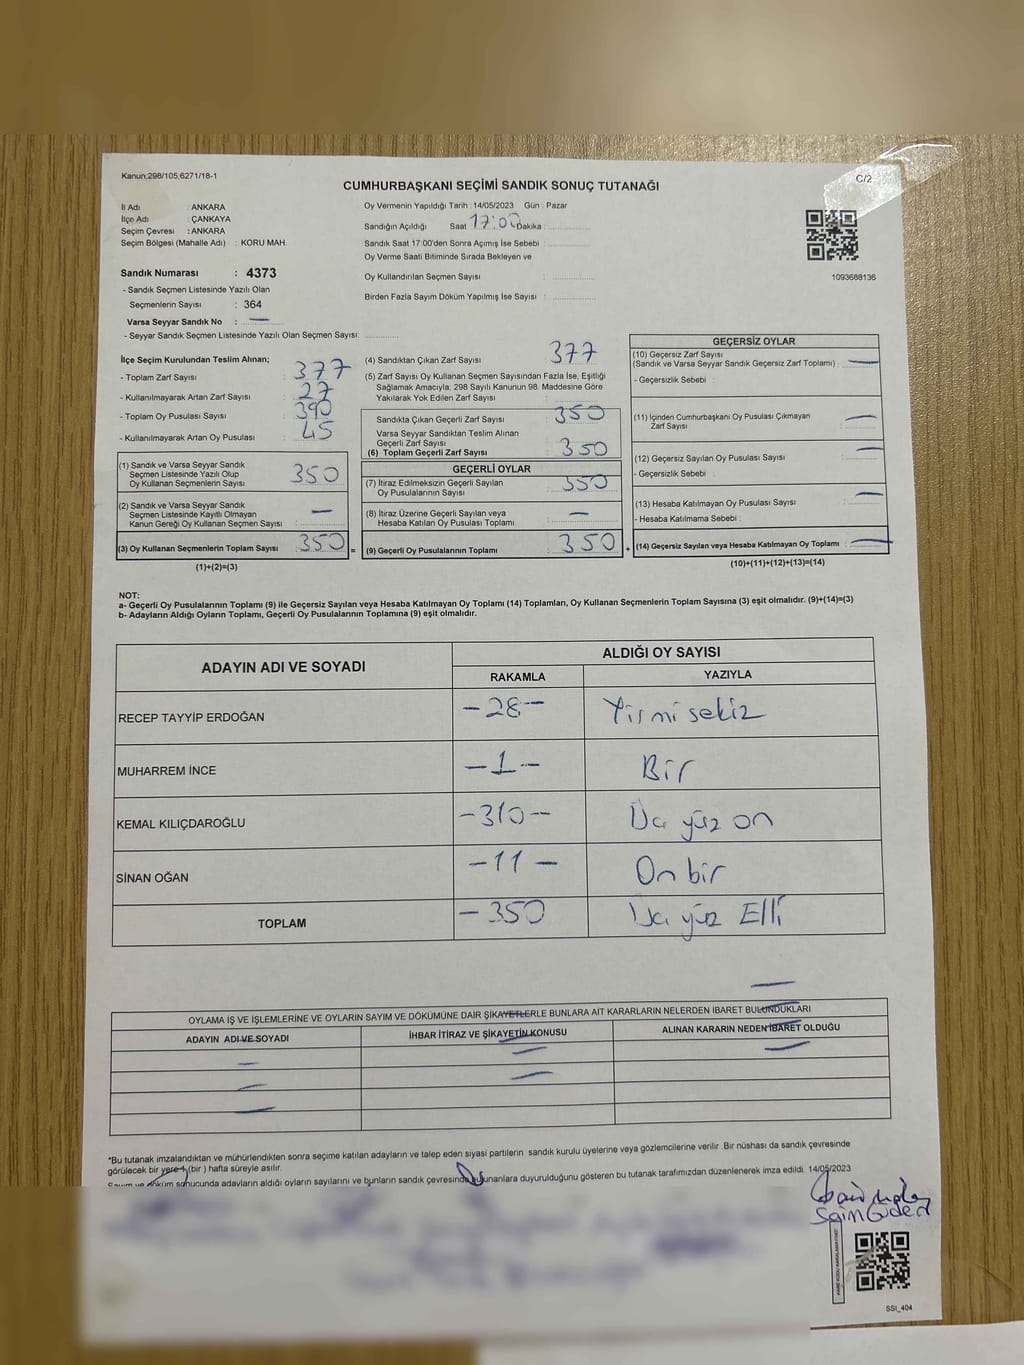 Kanun;298/105,6271/18-1
C/2
CUMHURBAŞKANI SEÇİMİ SANDIK SONUÇ TUTANAĞI
İl Adı : ANKARA
İlçe Adı : ÇANKAYA
Seçim Çevresi : ANKARA
Seçim Bölgesi (Mahalle Adı) : KORU MAH.
Sandık Numarası : 4373
- Sandık Seçmen Listesinde Yazılı Olan
Seçmenlerin Sayısı : 364
Varsa Seyyar Sandık No : —
- Seyyar Sandık Seçmen Listesinde Yazılı Olan Seçmen Sayısı: ............
Oy Vermenin Yapıldığı Tarih : 14/05/2023 Gün : Pazar
Sandığın Açıldığı Saat 17:00 Dakika : ............
Sandık Saat 17:00'den Sonra Açımış İse Sebebi : ............
Oy Verme Saati Bitiminde Sırada Bekleyen ve
Oy Kullandırılan Seçmen Sayısı : ............
Birden Fazla Sayım Döküm Yapılmış İse Sayısı : ............
1093688136
İlçe Seçim Kurulundan Teslim Alınan;
- Toplam Zarf Sayısı : 377
- Kullanılmayarak Artan Zarf Sayısı : 27
- Toplam Oy Pusulası Sayısı : 390
- Kullanılmayarak Artan Oy Pusulası : 45
(1) Sandık ve Varsa Seyyar Sandık
Seçmen Listesinde Yazılı Olup
Oy Kullanan Seçmenlerin Sayısı : 350
(2) Sandık ve Varsa Seyyar Sandık
Seçmen Listesinde Kayıtlı Olmayan
Kanun Gereği Oy Kullanan Seçmen Sayısı : —
(3) Oy Kullanan Seçmenlerin Toplam Sayısı : 350 =
(1)+(2)=(3)
(4) Sandıktan Çıkan Zarf Sayısı : 377
(5) Zarf Sayısı Oy Kullanan Seçmen Sayısından Fazla İse, Eşitliği
Sağlamak Amacıyla, 298 Sayılı Kanunun 98. Maddesine Göre
Yakılarak Yok Edilen Zarf Sayısı : ............
Sandıkta Çıkan Geçerli Zarf Sayısı : 350
Varsa Seyyar Sandıktan Teslim Alınan
Geçerli Zarf Sayısı
(6) Toplam Geçerli Zarf Sayısı : 350
GEÇERLİ OYLAR
(7) İtiraz Edilmeksizin Geçerli Sayılan
Oy Pusulalarının Sayısı : 350
(8) İtiraz Üzerine Geçerli Sayılan veya
Hesaba Katılan Oy Pusulası Toplamı : —
(9) Geçerli Oy Pusulalarının Toplamı : 350 +
GEÇERSİZ OYLAR
(10) Geçersiz Zarf Sayısı
(Sandık ve Varsa Seyyar Sandık Geçersiz Zarf Toplamı) : —
- Geçersizlik Sebebi :
(11) İçinden Cumhurbaşkanı Oy Pusulası Çıkmayan
Zarf Sayısı : —
(12) Geçersiz Sayılan Oy Pusulası Sayısı : —
- Geçersizlik Sebebi :
(13) Hesaba Katılmayan Oy Pusulası Sayısı : —
- Hesaba Katılmama Sebebi :
(14) Geçersiz Sayılan veya Hesaba Katılmayan Oy Toplamı : —
(10)+(11)+(12)+(13)=(14)
NOT:
a- Geçerli Oy Pusulalarının Toplamı (9) ile Geçersiz Sayılan veya Hesaba Katılmayan Oy Toplamı (14) Toplamları, Oy Kullanan Seçmenlerin Toplam Sayısına (3) eşit olmalıdır. (9)+(14)=(3)
b- Adayların Aldığı Oyların Toplamı, Geçerli Oy Pusulalarının Toplamına (9) eşit olmalıdır.
ADAYIN ADI VE SOYADI
ALDIĞI OY SAYISI
RAKAMLA YAZIYLA
RECEP TAYYİP ERDOĞAN -28- Yirmi sekiz
MUHARREM İNCE -1- Bir
KEMAL KILIÇDAROĞLU -310- Üç yüz on
SİNAN OĞAN -11- On bir
TOPLAM -350 Üç yüz Elli
OYLAMA İŞ VE İŞLEMLERİNE VE OYLARIN SAYIM VE DÖKÜMÜNE DAİR ŞİKAYETLERLE BUNLARA AİT KARARLARIN NELERDEN İBARET BULUNDUKLARI
ADAYIN ADI VE SOYADI İHBAR İTİRAZ VE ŞİKAYETİN KONUSU ALINAN KARARIN NEDEN İBARET OLDUĞU
*Bu tutanak imzalandıktan ve mühürlendikten sonra seçime katılan adayların ve talep eden siyasi partilerin sandık kurulu üyelerine veya gözlemcilerine verilir .Bir nüshası da sandık çevresinde
görülecek bir yere 1 (bir ) hafta süreyle asılır.
Sayım ve döküm sonucunda adayların aldığı oyların sayılarını ve bunların sandık çevresinde bulunanlara duyurulduğunu gösteren bu tutanak tarafımızdan düzenlenerek imza edildi. 14/05/2023
SSI_404